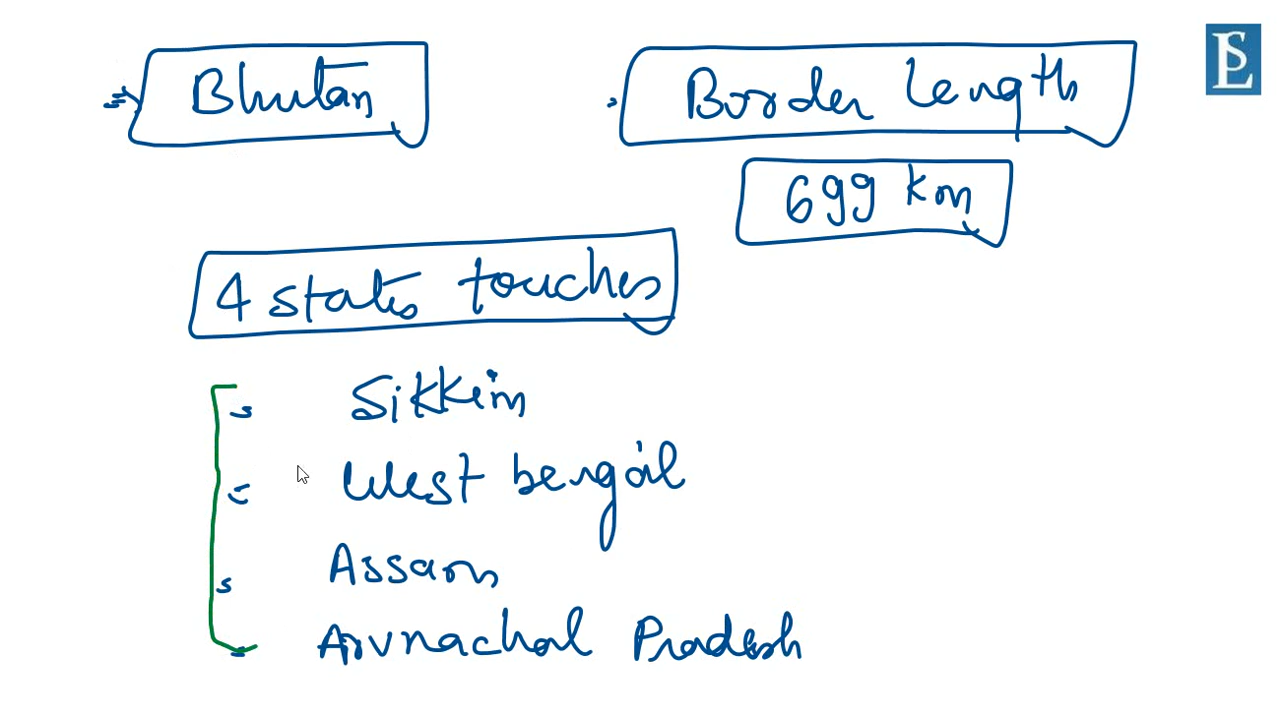 Bhutan
Border length
699 km
4 states touches
Sikkim
West bengal
Assam
Arunachal Pradesh